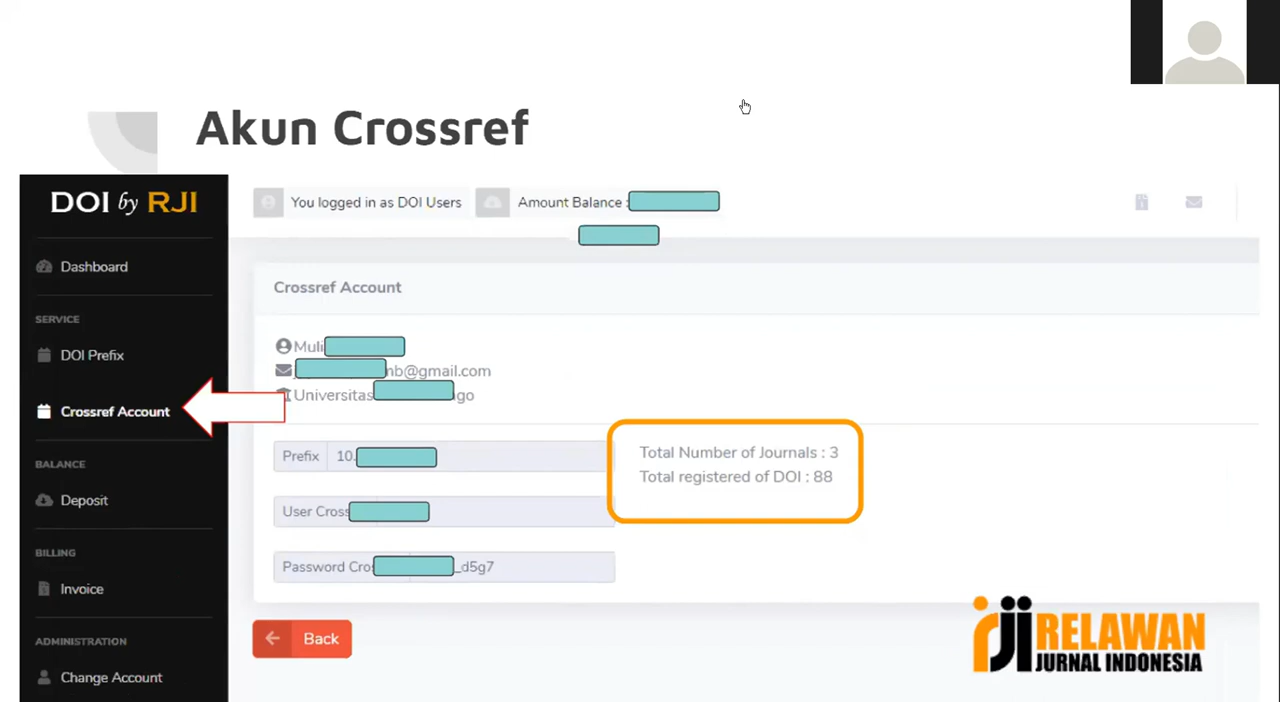 Akun Crossref
DOI by RJI
You logged in as DOI Users
Amount Balance :
Dashboard
SERVICE
DOI Prefix
Crossref Account
BALANCE
Deposit
BILLING
Invoice
ADMINISTRATION
Change Account
Crossref Account
Muli
mb@gmail.com
Universitas go
Prefix 10.
User Cross
Password Cro _d5g7
Total Number of Journals : 3
Total registered of DOI : 88
Back
RELAWAN
JURNAL INDONESIA